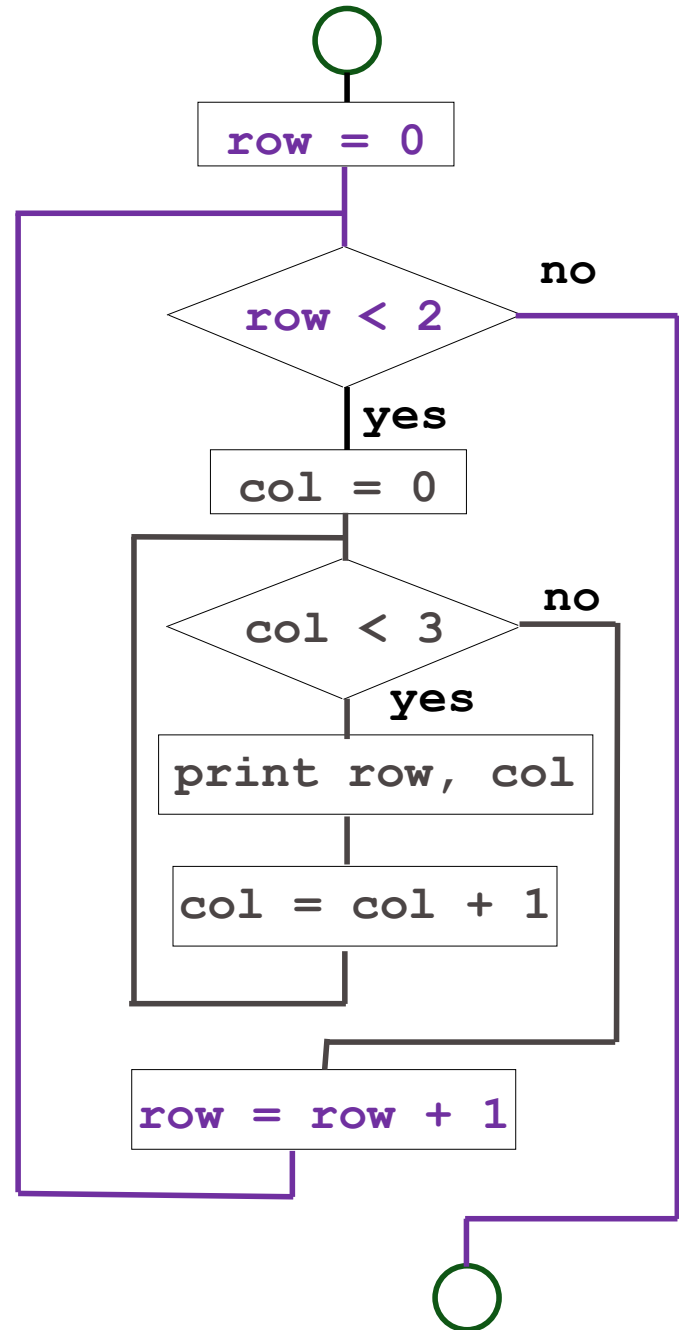 row = 0
no
row < 2
yes
col = 0
no
col < 3
yes
print row, col
col = col + 1
row = row + 1